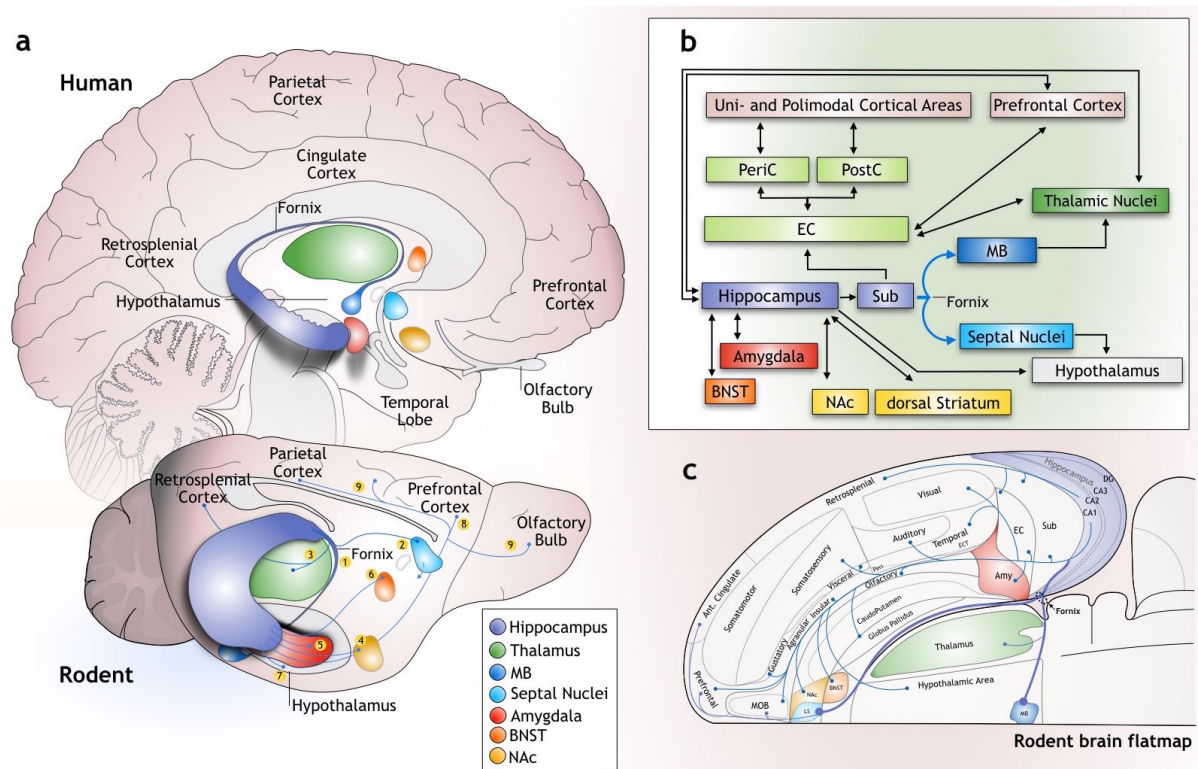 a
Human
Parietal
Cortex
Cingulate
Cortex
Fornix
Retrosplenial
Cortex
Hypothalamus
Prefrontal
Cortex
Olfactory
Bulb
Temporal
Lobe
Parietal
Cortex
Retrosplenial
Cortex
Prefrontal
Cortex
Olfactory
Bulb
Fornix
9
8
9
2
3
1
6
5
4
7
Rodent
Hypothalamus
Hippocampus
Thalamus
MB
Septal Nuclei
Amygdala
BNST
NAc
b
Uni- and Polimodal Cortical Areas
Prefrontal Cortex
PeriC
PostC
Thalamic Nuclei
EC
MB
Hippocampus
Sub
Fornix
Septal Nuclei
Amygdala
Hypothalamus
BNST
NAc
dorsal Striatum
c
Hippocampus
DG
CA3
CA2
CA1
Retrosplenial
Visual
Auditory
Temporal
ECT
EC
Sub
Ant. Cingulate
Somatomotor
Somatosensory
Visceral
Peri
Olfactory
Amy
Gustatory
Agranular Insular
CaudoPutamen
Globus Pallidus
Fornix
Thalamus
Prefrontal
Hypothalamic Area
MOB
NAc
BNST
LS
MB
Rodent brain flatmap